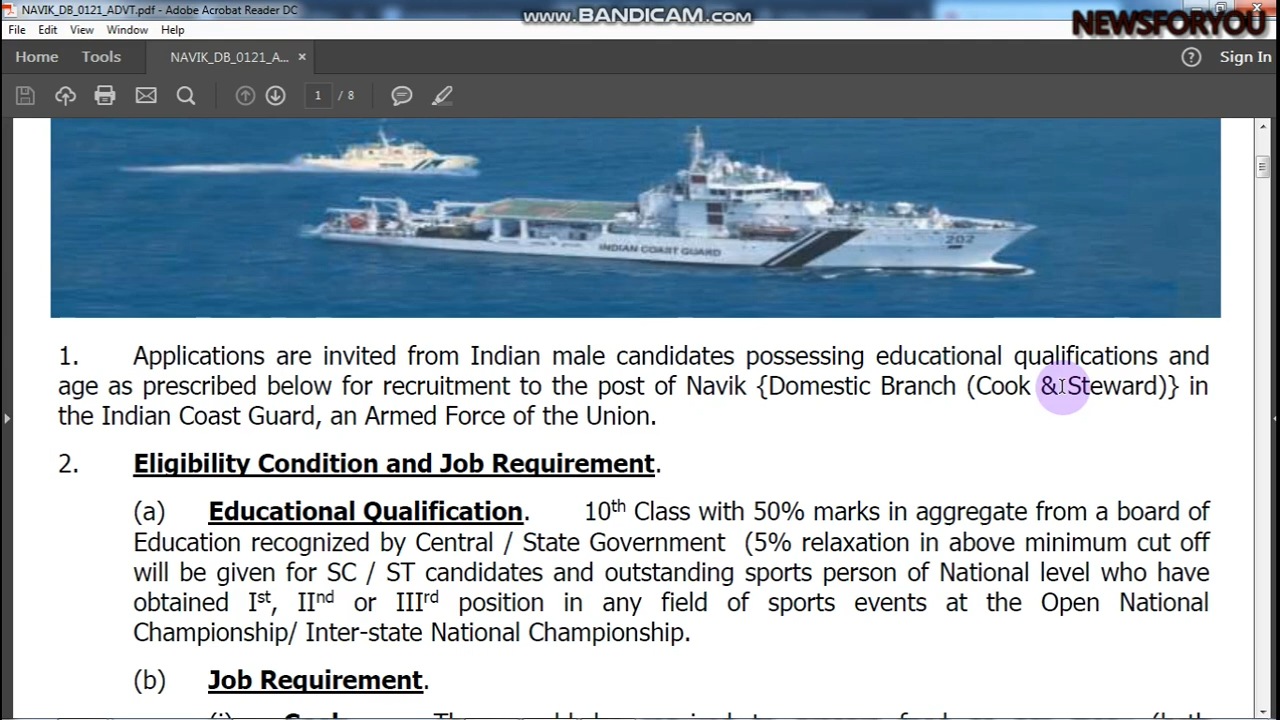 NAVIK_DB_0121_ADVT.pdf - Adobe Acrobat Reader DC
www.BANDICAM.com
NEWSFORYOU
File Edit View Window Help
Home Tools NAVIK_DB_0121_A... × Sign In
1 / 8
INDIAN COAST GUARD 202
1. Applications are invited from Indian male candidates possessing educational qualifications and
age as prescribed below for recruitment to the post of Navik {Domestic Branch (Cook & Steward)} in
the Indian Coast Guard, an Armed Force of the Union.
2. Eligibility Condition and Job Requirement.
(a) Educational Qualification. 10th Class with 50% marks in aggregate from a board of
Education recognized by Central / State Government (5% relaxation in above minimum cut off
will be given for SC / ST candidates and outstanding sports person of National level who have
obtained Ist, IInd or IIIrd position in any field of sports events at the Open National
Championship/ Inter-state National Championship.
(b) Job Requirement.